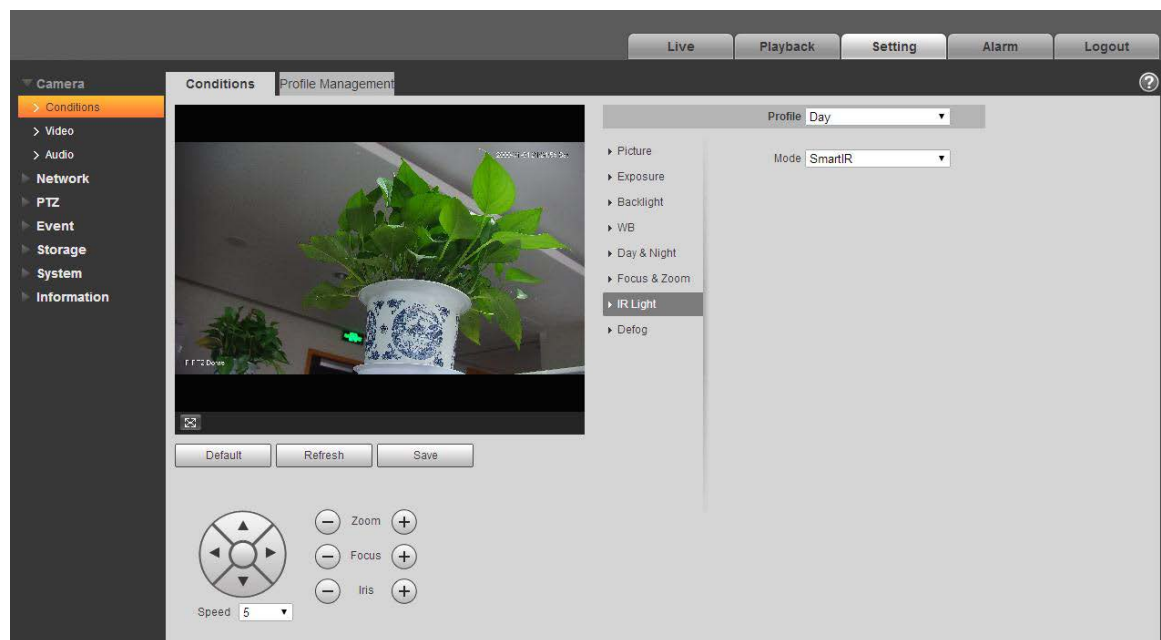 Live
Playback
Setting
Alarm
Logout
Camera
Conditions
Video
Audio
Network
PTZ
Event
Storage
System
Information
Conditions
Profile Management
?
Profile Day
Picture
Exposure
Backlight
WB
Day & Night
Focus & Zoom
IR Light
Defog
Mode SmartIR
Default
Refresh
Save
Zoom
Focus
Iris
Speed 5